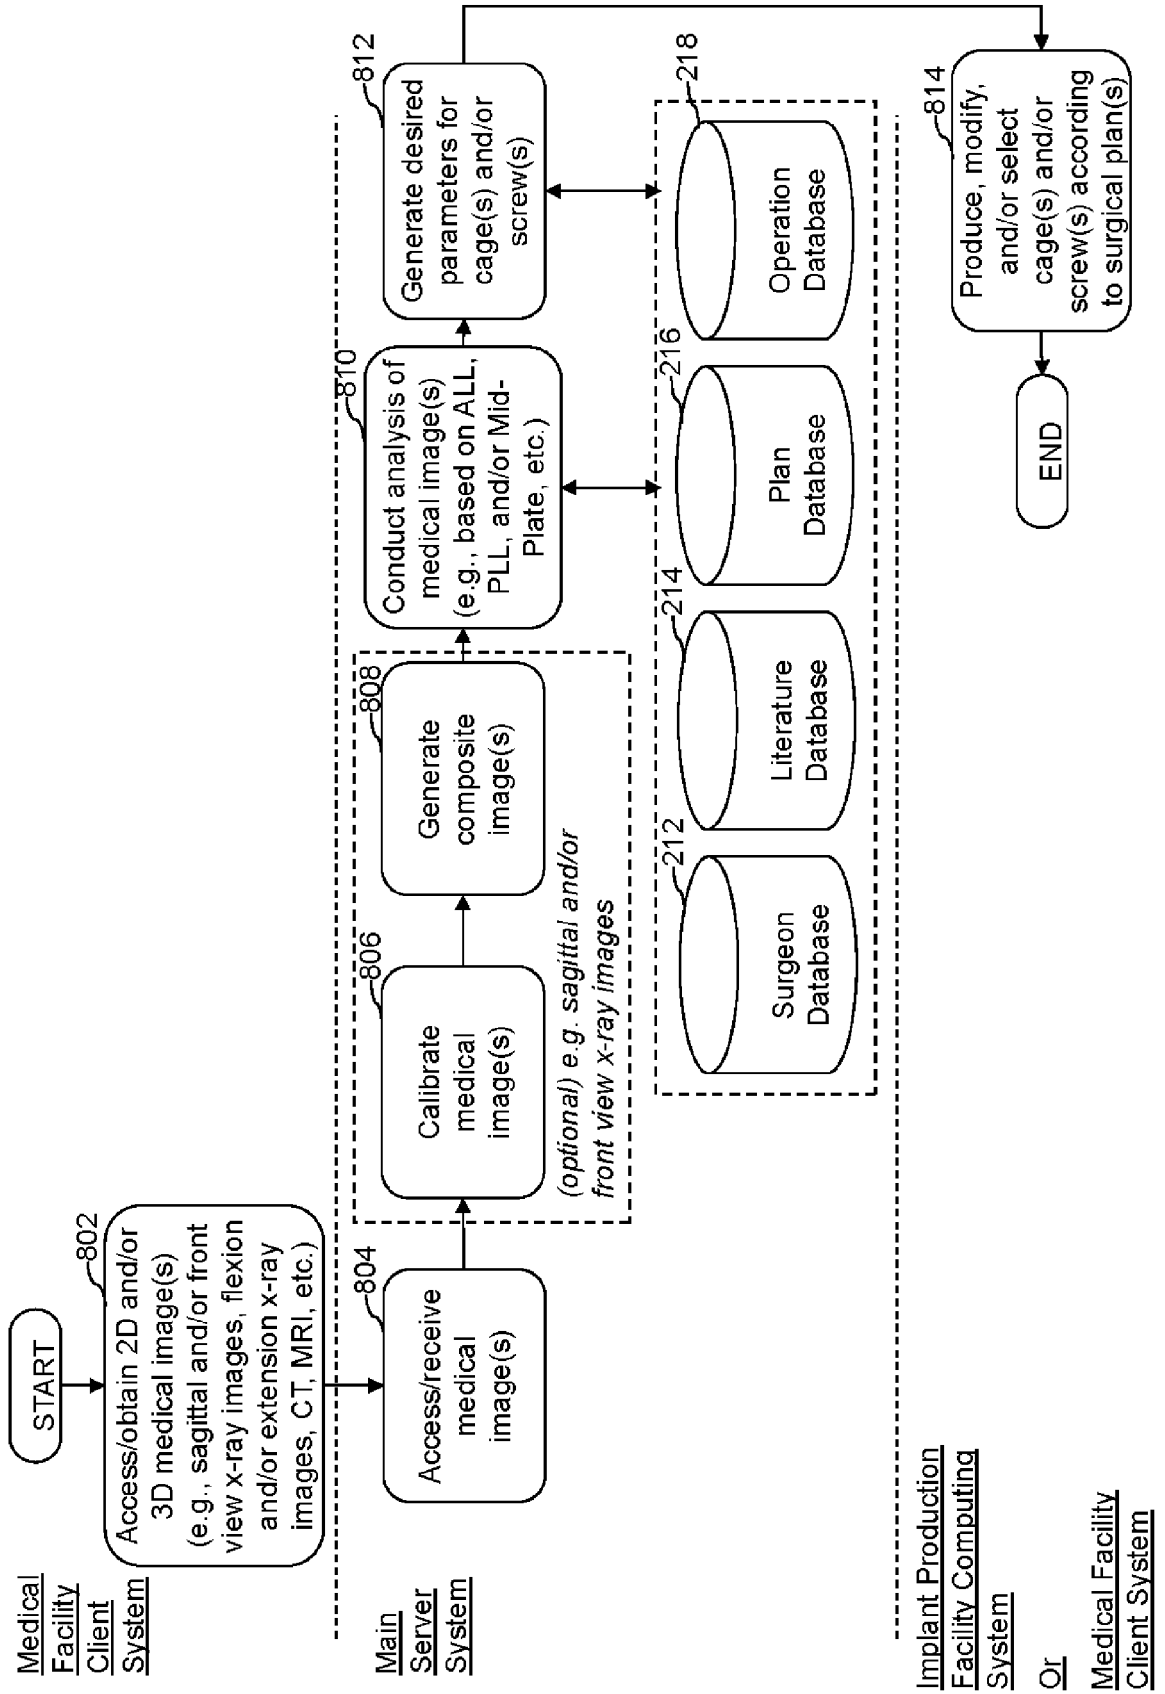 Medical
Facility
Client
System
START
802
Access/obtain 2D and/or
3D medical image(s)
(e.g., sagittal and/or front
view x-ray images, flexion
and/or extension x-ray
images, CT, MRI, etc.)
Main
Server
System
804
Access/receive
medical
image(s)
806
Calibrate
medical
image(s)
808
Generate
composite
image(s)
(optional) e.g. sagittal and/or
front view x-ray images
810
Conduct analysis of
medical image(s)
(e.g., based on ALL,
PLL, and/or Mid-
Plate, etc.)
812
Generate desired
parameters for
cage(s) and/or
screw(s)
212
Surgeon
Database
214
Literature
Database
216
Plan
Database
218
Operation
Database
Implant Production
Facility Computing
System
Or
Medical Facility
Client System
814
Produce, modify,
and/or select
cage(s) and/or
screw(s) according
to surgical plan(s)
END